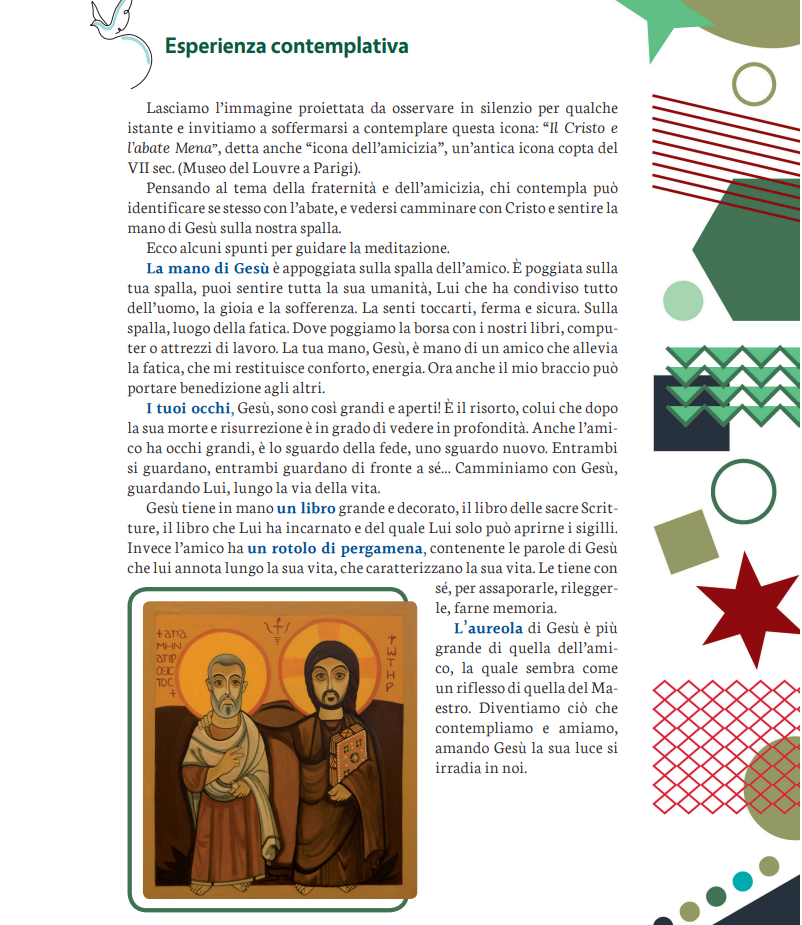 Esperienza contemplativa
Lasciamo l’immagine proiettata da osservare in silenzio per qualche
istante e invitiamo a soffermarsi a contemplare questa icona: “Il Cristo e
l’abate Mena”, detta anche “icona dell’amicizia”, un’antica icona copta del
VII sec. (Museo del Louvre a Parigi).
Pensando al tema della fraternità e dell’amicizia, chi contempla può
identificare se stesso con l’abate, e vedersi camminare con Cristo e sentire la
mano di Gesù sulla nostra spalla.
Ecco alcuni spunti per guidare la meditazione.
La mano di Gesù è appoggiata sulla spalla dell’amico. È poggiata sulla
tua spalla, puoi sentire tutta la sua umanità, Lui che ha condiviso tutto
dell’uomo, la gioia e la sofferenza. La senti toccarti, ferma e sicura. Sulla
spalla, luogo della fatica. Dove poggiamo la borsa con i nostri libri, compu-
ter o attrezzi di lavoro. La tua mano, Gesù, è mano di un amico che allevia
la fatica, che mi restituisce conforto, energia. Ora anche il mio braccio può
portare benedizione agli altri.
I tuoi occhi, Gesù, sono così grandi e aperti! È il risorto, colui che dopo
la sua morte e risurrezione è in grado di vedere in profondità. Anche l’ami-
co ha occhi grandi, è lo sguardo della fede, uno sguardo nuovo. Entrambi
si guardano, entrambi guardano di fronte a sé... Camminiamo con Gesù,
guardando Lui, lungo la via della vita.
Gesù tiene in mano un libro grande e decorato, il libro delle sacre Scrit-
ture, il libro che Lui ha incarnato e del quale Lui solo può aprirne i sigilli.
Invece l’amico ha un rotolo di pergamena, contenente le parole di Gesù
che lui annota lungo la sua vita, che caratterizzano la sua vita. Le tiene con
sé, per assaporarle, rilegger-
le, farne memoria.
L’aureola di Gesù è più
grande di quella dell’ami-
co, la quale sembra come
un riflesso di quella del Ma-
estro. Diventiamo ciò che
contempliamo e amiamo,
amando Gesù la sua luce si
irradia in noi.